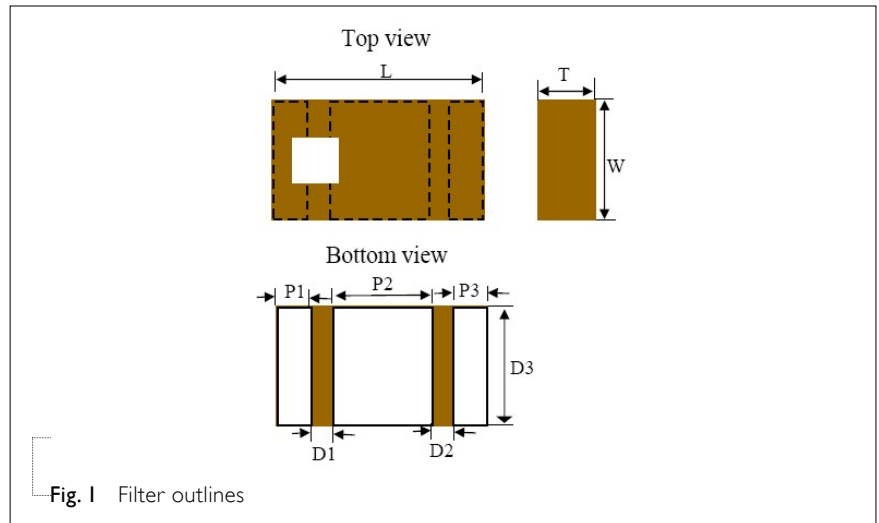 Top view
L
T
W
Bottom view
P1
P2
P3
D3
D1
D2
Fig. 1 Filter outlines